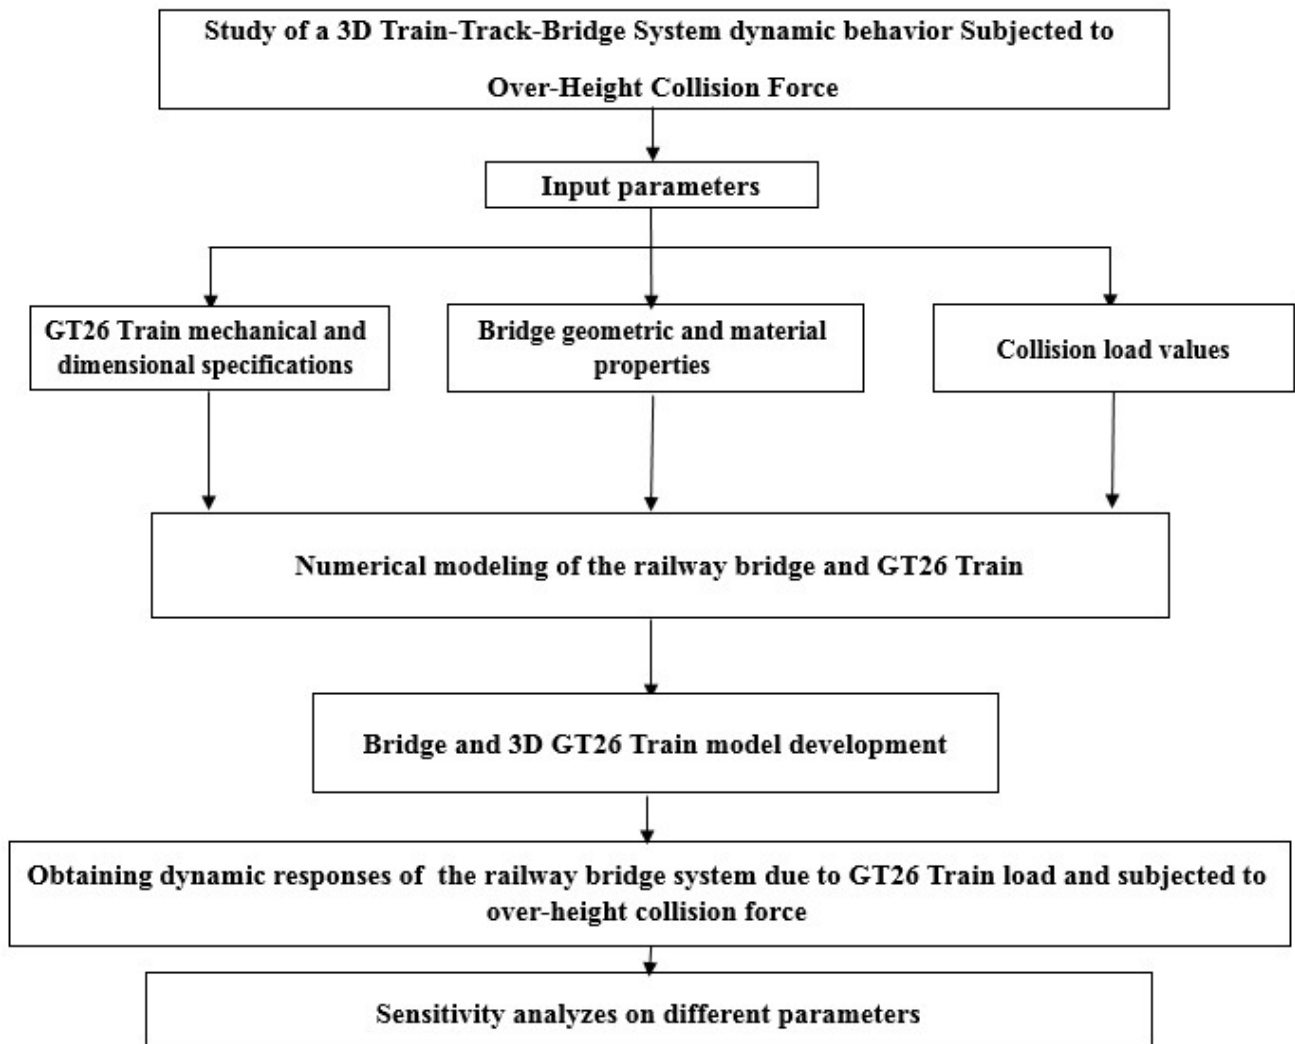 Study of a 3D Train-Track-Bridge System dynamic behavior Subjected to
Over-Height Collision Force
Input parameters
GT26 Train mechanical and
dimensional specifications
Bridge geometric and material
properties
Collision load values
Numerical modeling of the railway bridge and GT26 Train
Bridge and 3D GT26 Train model development
Obtaining dynamic responses of the railway bridge system due to GT26 Train load and subjected to
over-height collision force
Sensitivity analyzes on different parameters